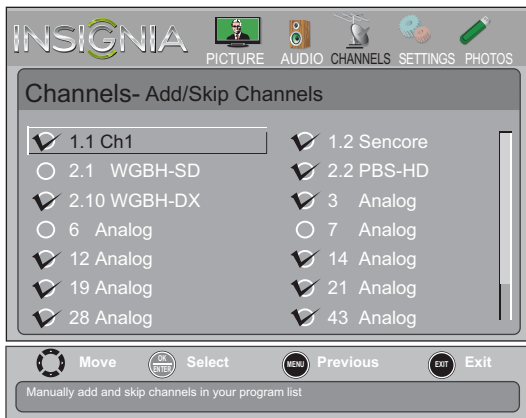 INSIGNIA
PICTURE AUDIO CHANNELS SETTINGS PHOTOS
Channels- Add/Skip Channels
1.1 Ch1 1.2 Sencore
2.1 WGBH-SD 2.2 PBS-HD
2.10 WGBH-DX 3 Analog
6 Analog 7 Analog
12 Analog 14 Analog
19 Analog 21 Analog
28 Analog 43 Analog
Move OK ENTER Select MENU Previous EXIT Exit
Manually add and skip channels in your program list